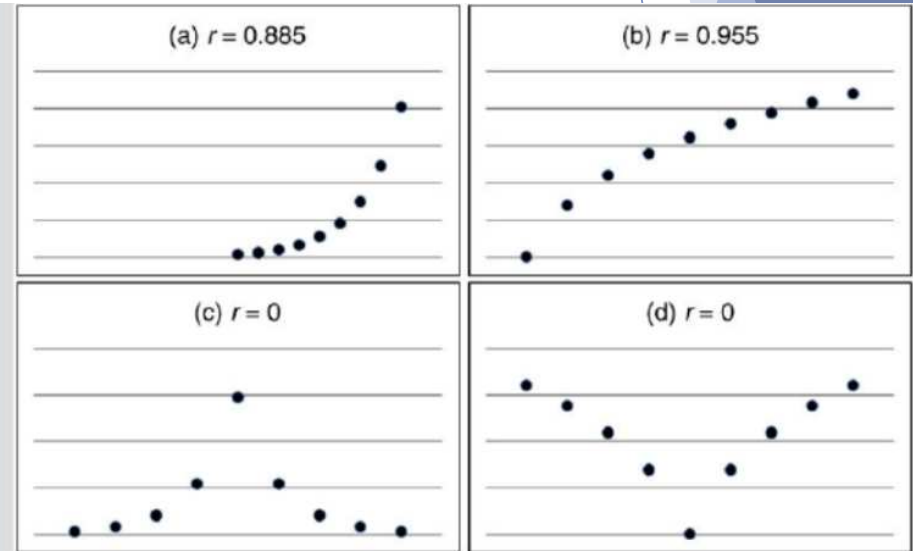 (a) r = 0.885
(b) r = 0.955
(c) r = 0
(d) r = 0